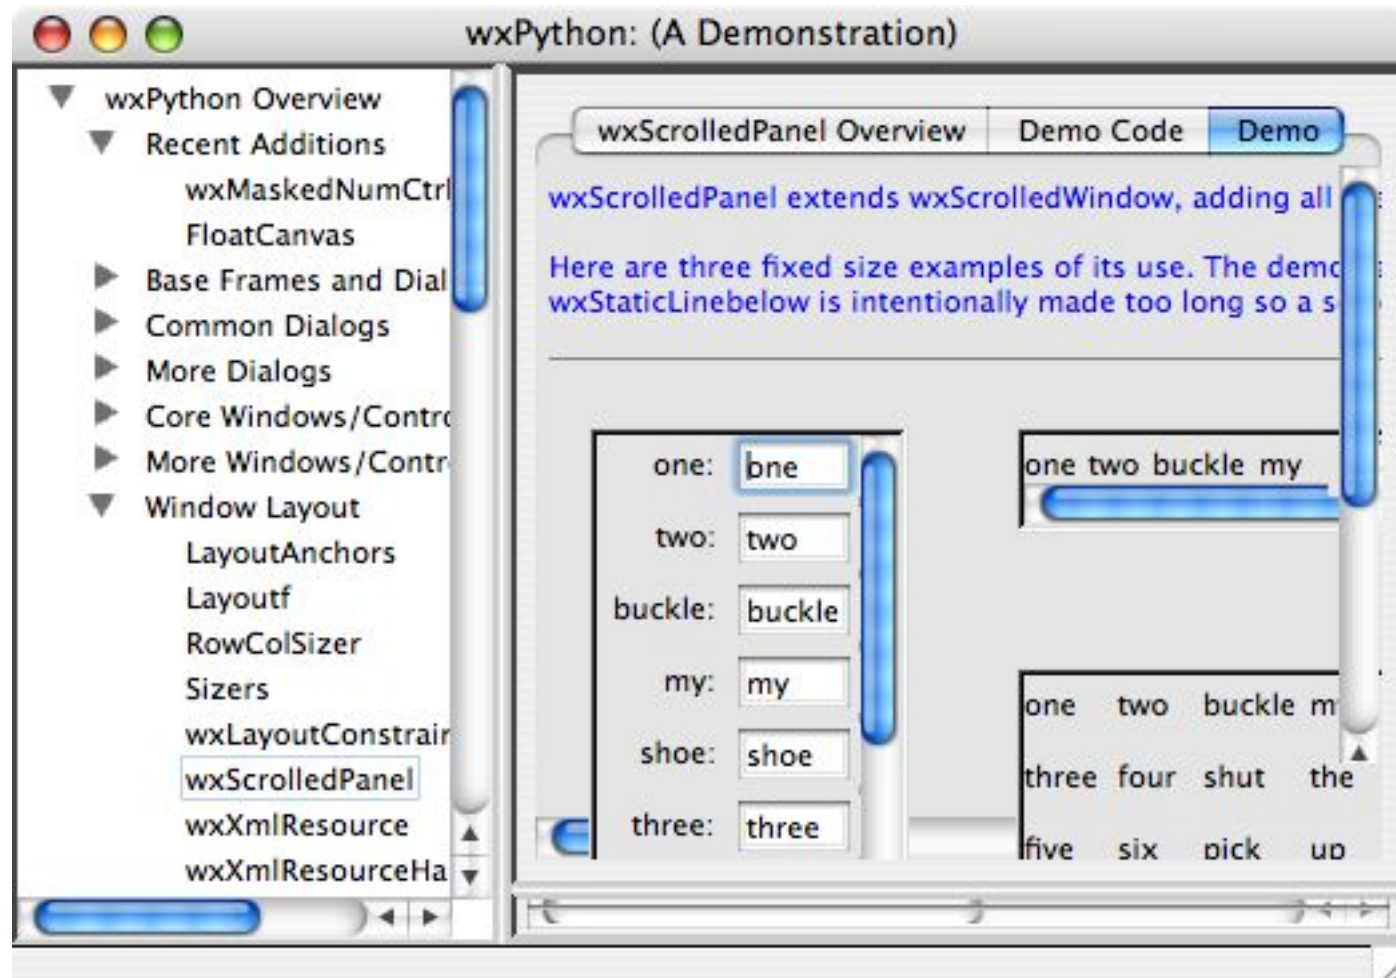 wxPython: (A Demonstration)
wxPython Overview
Recent Additions
wxMaskedNumCtrl
FloatCanvas
Base Frames and Dial
Common Dialogs
More Dialogs
Core Windows/Contro
More Windows/Contr
Window Layout
LayoutAnchors
Layoutf
RowColSizer
Sizers
wxLayoutConstrain
wxScrolledPanel
wxXmlResource
wxXmlResourceHa
wxScrolledPanel Overview Demo Code Demo
wxScrolledPanel extends wxScrolledWindow, adding all
Here are three fixed size examples of its use. The demo
wxStaticLinebelow is intentionally made too long so a s
one: one
two: two
buckle: buckle
my: my
shoe: shoe
three: three
one two buckle my
one two buckle m
three four shut the
five six pick up